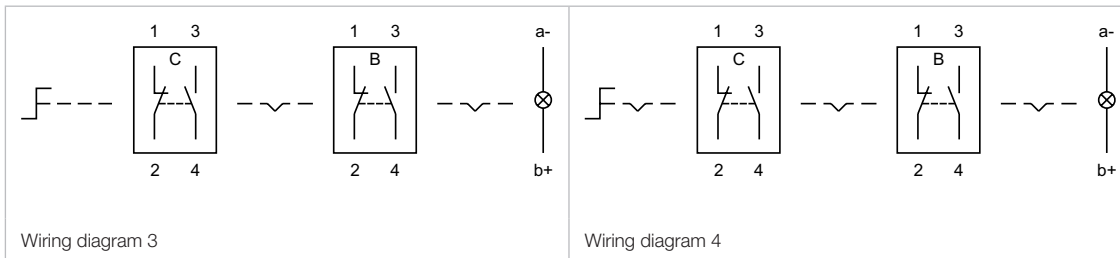 1 3 1 3 a-
C B
2 4 2 4 b+
Wiring diagram 3
1 3 1 3 a-
C B
2 4 2 4 b+
Wiring diagram 4